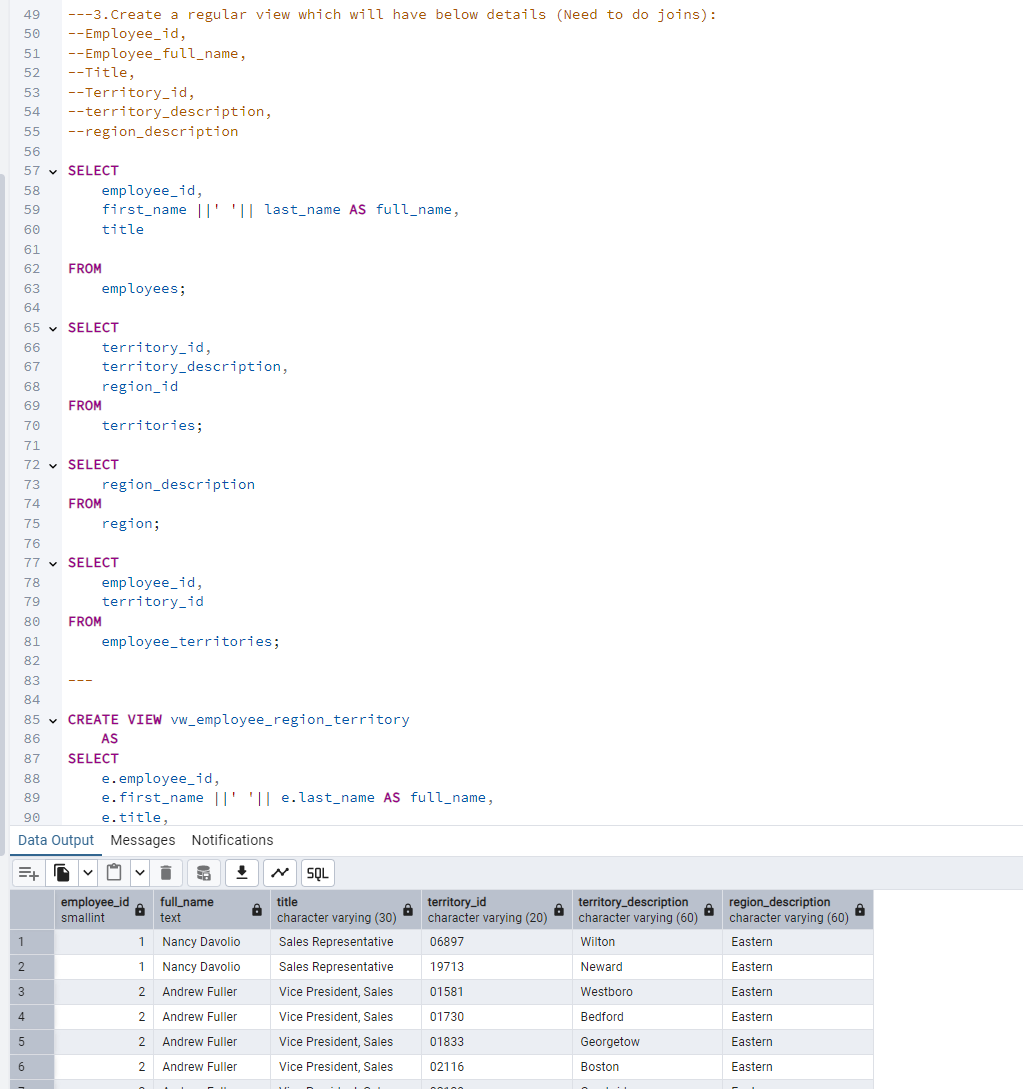 49 ---3.Create a regular view which will have below details (Need to do joins):
50 --Employee_id,
51 --Employee_full_name,
52 --Title,
53 --Territory_id,
54 --territory_description,
55 --region_description
56
57 SELECT
58 employee_id,
59 first_name ||' '|| last_name AS full_name,
60 title
61
62 FROM
63 employees;
64
65 SELECT
66 territory_id,
67 territory_description,
68 region_id
69 FROM
70 territories;
71
72 SELECT
73 region_description
74 FROM
75 region;
76
77 SELECT
78 employee_id,
79 territory_id
80 FROM
81 employee_territories;
82
83 ---
84
85 CREATE VIEW vw_employee_region_territory
86 AS
87 SELECT
88 e.employee_id,
89 e.first_name ||' '|| e.last_name AS full_name,
90 e.title,
Data Output Messages Notifications
SQL
employee_id full_name title territory_id territory_description region_description
smallint text character varying (30) character varying (20) character varying (60) character varying (60)
1 1 Nancy Davolio Sales Representative 06897 Wilton Eastern
2 1 Nancy Davolio Sales Representative 19713 Neward Eastern
3 2 Andrew Fuller Vice President, Sales 01581 Westboro Eastern
4 2 Andrew Fuller Vice President, Sales 01730 Bedford Eastern
5 2 Andrew Fuller Vice President, Sales 01833 Georgetow Eastern
6 2 Andrew Fuller Vice President, Sales 02116 Boston Eastern